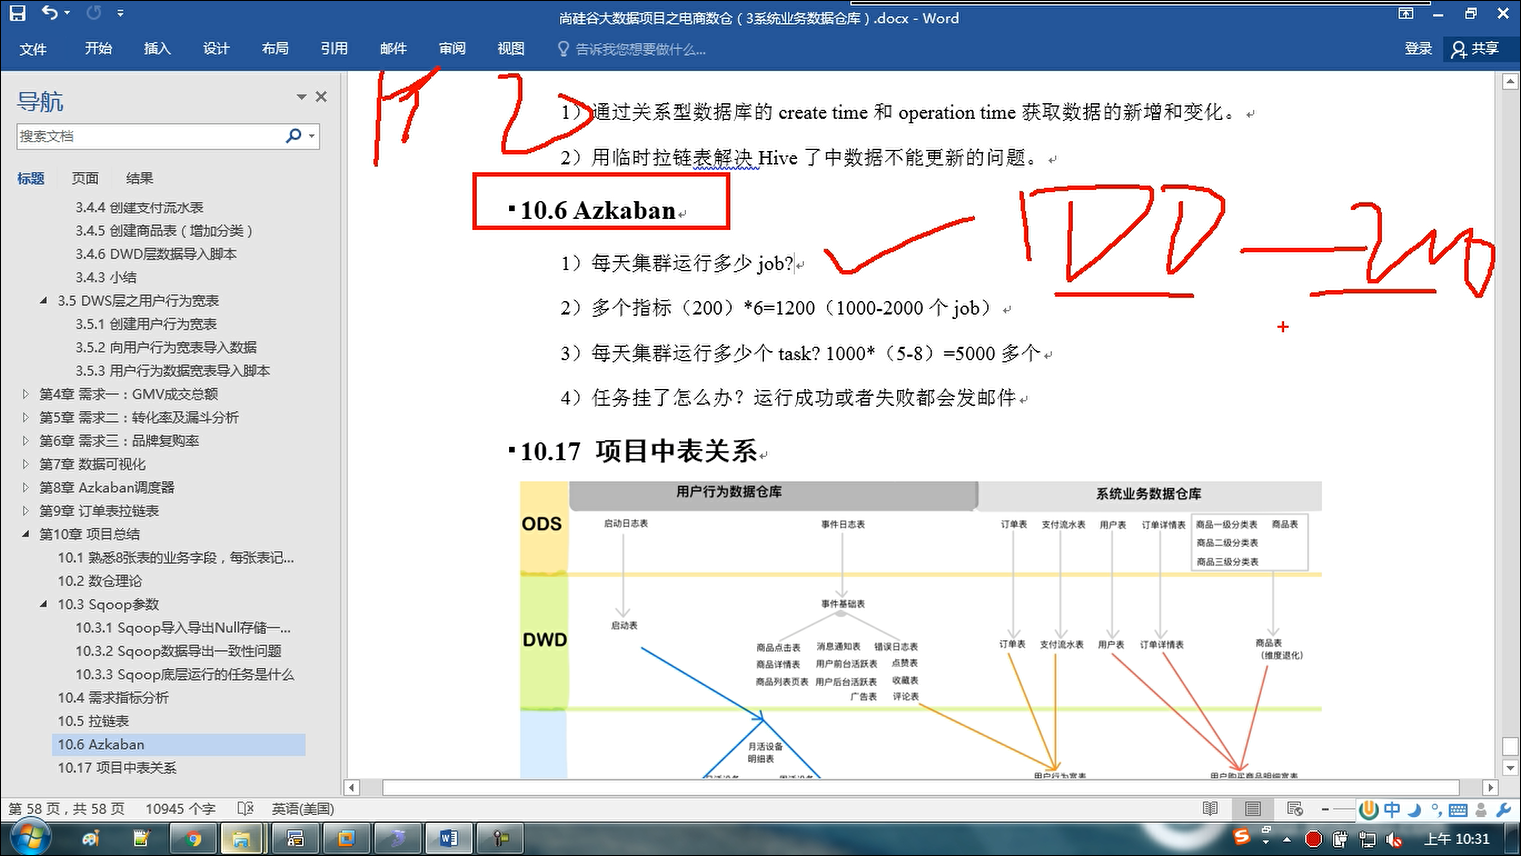 尚硅谷大数据项目之电商数仓（3系统业务数据仓库）.docx - Word
文件 开始 插入 设计 布局 引用 邮件 审阅 视图 告诉我您想要做什么... 登录 共享
导航
搜索文档
标题 页面 结果
3.4.4 创建支付流水表
3.4.5 创建商品表（增加分类）
3.4.6 DWD层数据导入脚本
3.4.3 小结
3.5 DWS层之用户行为宽表
3.5.1 创建用户行为宽表
3.5.2 向用户行为宽表导入数据
3.5.3 用户行为数据宽表导入脚本
第4章 需求一：GMV成交总额
第5章 需求二：转化率及漏斗分析
第6章 需求三：品牌复购率
第7章 数据可视化
第8章 Azkaban调度器
第9章 订单表拉链表
第10章 项目总结
10.1 熟悉8张表的业务字段，每张表记...
10.2 数仓理论
10.3 Sqoop参数
10.3.1 Sqoop导入导出Null存储一...
10.3.2 Sqoop数据导出一致性问题
10.3.3 Sqoop底层运行的任务是什么
10.4 需求指标分析
10.5 拉链表
10.6 Azkaban
10.17 项目中表关系
1）通过关系型数据库的 create time 和 operation time 获取数据的新增和变化。
2）用临时拉链表解决 Hive 了中数据不能更新的问题。
10.6 Azkaban
1）每天集群运行多少 job?
2）多个指标（200）*6=1200（1000-2000 个 job）
3）每天集群运行多少个 task? 1000*（5-8）=5000 多个
4）任务挂了怎么办？运行成功或者失败都会发邮件
10.17 项目中表关系
用户行为数据仓库 系统业务数据仓库
ODS
启动日志表 事件日志表 订单表 支付流水表 用户表 订单详情表 商品一级分类表 商品表
商品二级分类表
商品三级分类表
DWD
事件基础表
启动表
商品点击表 消息通知表 错误日志表
商品详情表 用户前台活跃表 点赞表
商品列表页表 用户后台活跃表 收藏表
广告表 评论表
订单表 支付流水表 用户表 订单详情表 商品表
（维度退化）
月活设备
明细表
用户行为宽表 用户购买商品明细宽表
第 58 页，共 58 页 10945 个字 英语(美国)
中
上午 10:31